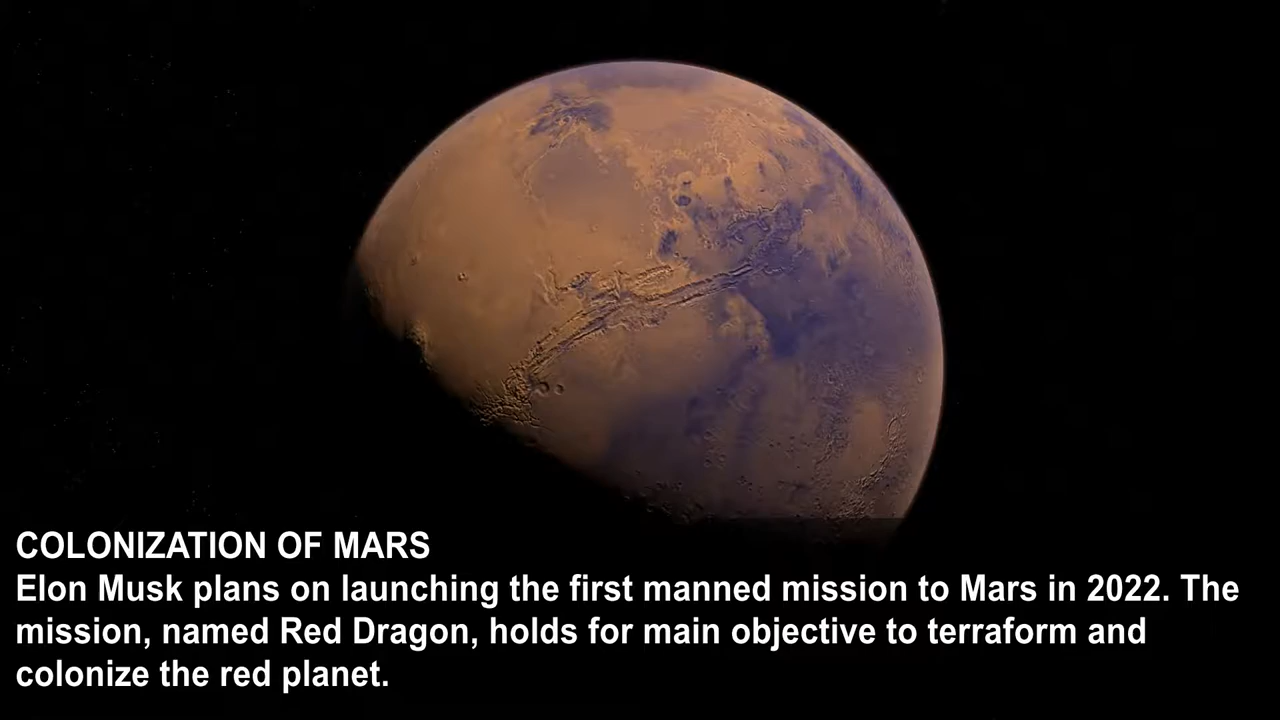 COLONIZATION OF MARS
Elon Musk plans on launching the first manned mission to Mars in 2022. The
mission, named Red Dragon, holds for main objective to terraform and
colonize the red planet.